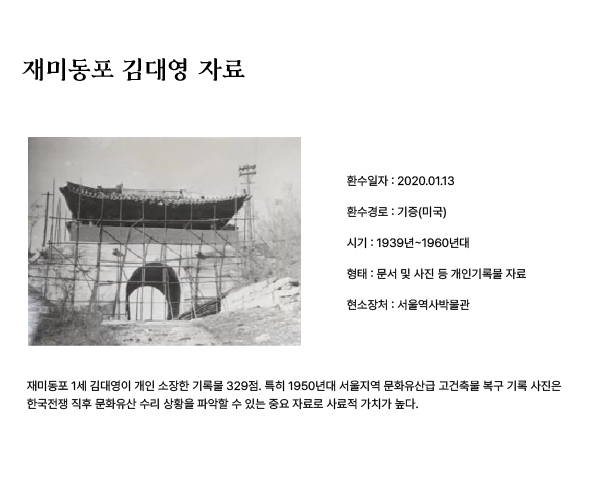 재미동포 김대영 자료
환수일자 : 2020.01.13
환수경로 : 기증(미국)
시기 : 1939년~1960년대
형태 : 문서 및 사진 등 개인기록물 자료
현소장처 : 서울역사박물관
재미동포 1세 김대영이 개인 소장한 기록물 329점. 특히 1950년대 서울지역 문화유산급 고건축물 복구 기록 사진은
한국전쟁 직후 문화유산 수리 상황을 파악할 수 있는 중요 자료로 사료적 가치가 높다.